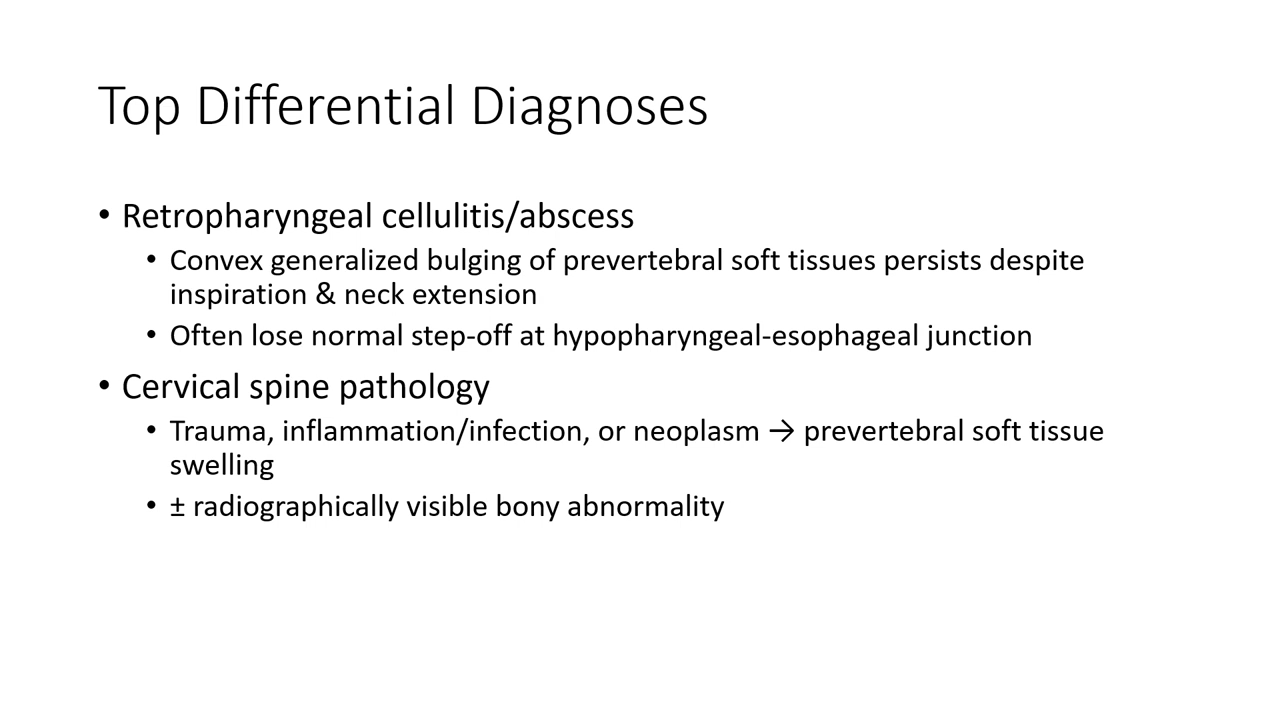 Top Differential Diagnoses
• Retropharyngeal cellulitis/abscess
• Convex generalized bulging of prevertebral soft tissues persists despite
inspiration & neck extension
• Often lose normal step-off at hypopharyngeal-esophageal junction
• Cervical spine pathology
• Trauma, inflammation/infection, or neoplasm → prevertebral soft tissue
swelling
• ± radiographically visible bony abnormality